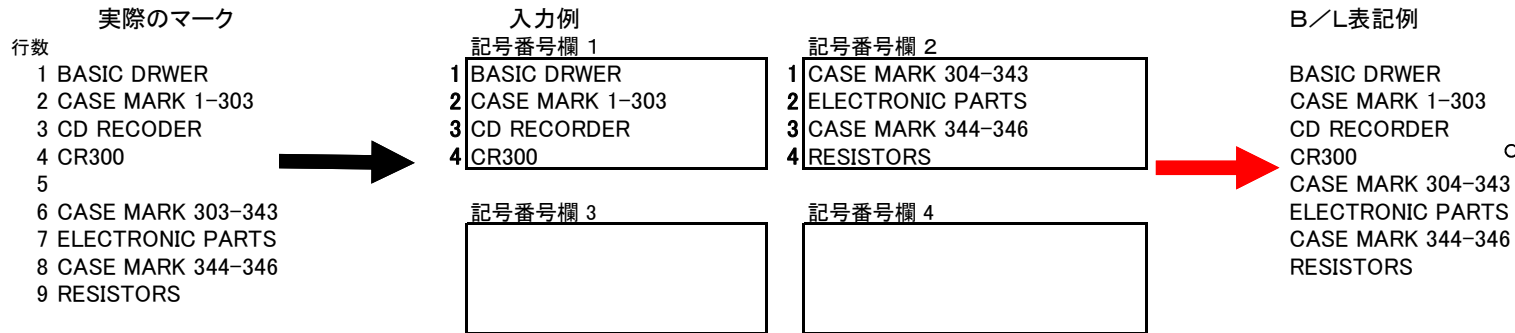 実際のマーク
行数
1 BASIC DRWER
2 CASE MARK 1-303
3 CD RECODER
4 CR300
5
6 CASE MARK 303-343
7 ELECTRONIC PARTS
8 CASE MARK 344-346
9 RESISTORS
入力例
記号番号欄 1
1 BASIC DRWER
2 CASE MARK 1-303
3 CD RECORDER
4 CR300
記号番号欄 2
1 CASE MARK 304-343
2 ELECTRONIC PARTS
3 CASE MARK 344-346
4 RESISTORS
記号番号欄 3
記号番号欄 4
B/L表記例
BASIC DRWER
CASE MARK 1-303
CD RECORDER
CR300
CASE MARK 304-343
ELECTRONIC PARTS
CASE MARK 344-346
RESISTORS